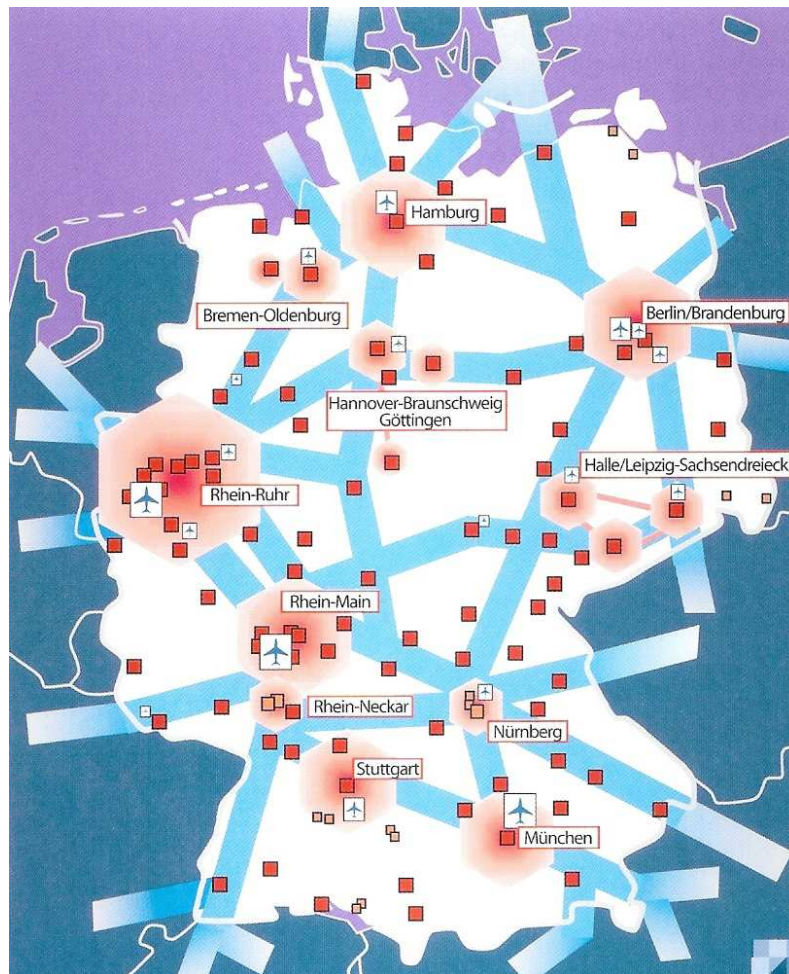 Hamburg
Bremen-Oldenburg
Berlin/Brandenburg
Hannover-Braunschweig
Göttingen
Halle/Leipzig-Sachsendreieck
Rhein-Ruhr
Rhein-Main
Rhein-Neckar
Nürnberg
Stuttgart
München